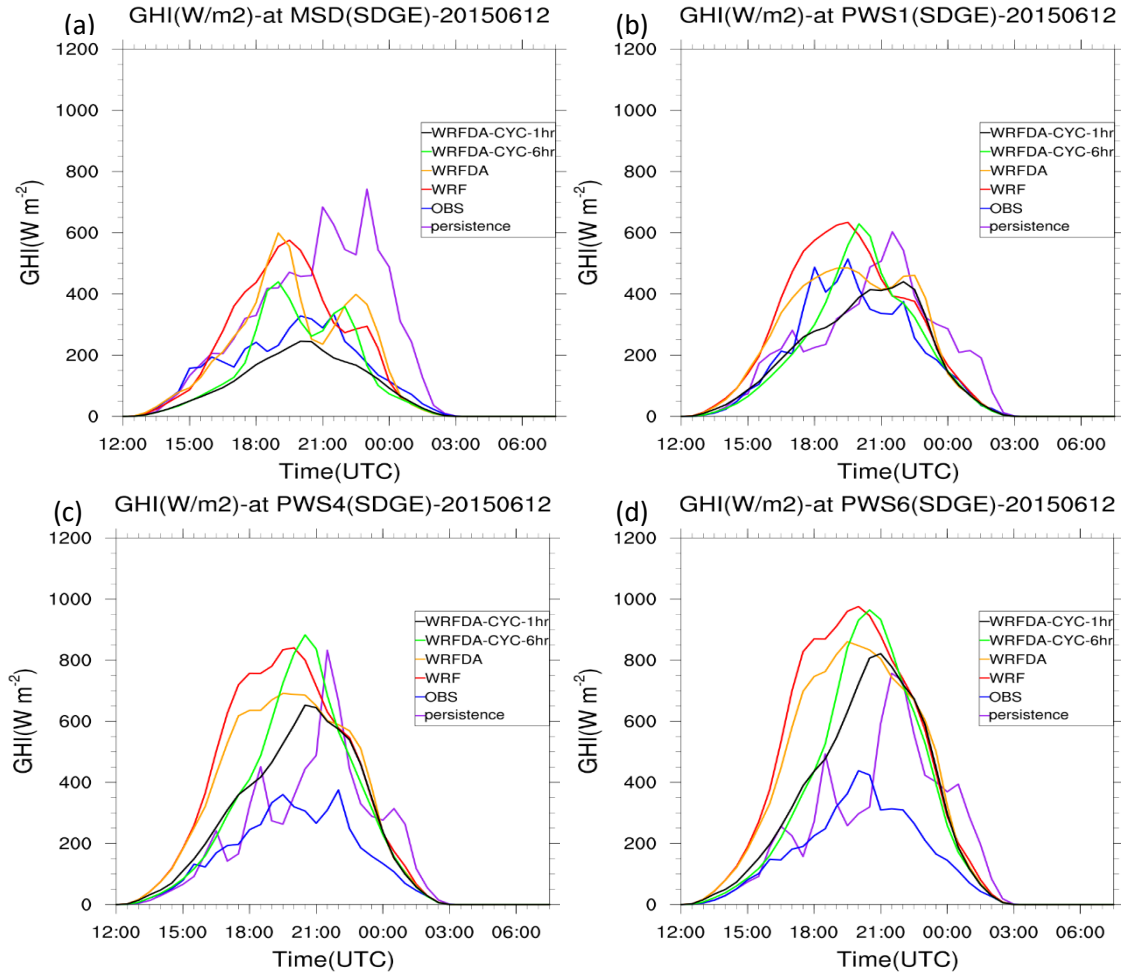 (a) GHI(W/m2)-at MSD(SDGE)-20150612
1200
1000
800
600
400
200
0
GHI(W m-2)
WRFDA-CYC-1hr
WRFDA-CYC-6hr
WRFDA
WRF
OBS
persistence
12:00 15:00 18:00 21:00 00:00 03:00 06:00
Time(UTC)
(b) GHI(W/m2)-at PWS1(SDGE)-20150612
1200
1000
800
600
400
200
0
GHI(W m-2)
WRFDA-CYC-1hr
WRFDA-CYC-6hr
WRFDA
WRF
OBS
persistence
12:00 15:00 18:00 21:00 00:00 03:00 06:00
Time(UTC)
(c) GHI(W/m2)-at PWS4(SDGE)-20150612
1200
1000
800
600
400
200
0
GHI(W m-2)
WRFDA-CYC-1hr
WRFDA-CYC-6hr
WRFDA
WRF
OBS
persistence
12:00 15:00 18:00 21:00 00:00 03:00 06:00
Time(UTC)
(d) GHI(W/m2)-at PWS6(SDGE)-20150612
1200
1000
800
600
400
200
0
GHI(W m-2)
WRFDA-CYC-1hr
WRFDA-CYC-6hr
WRFDA
WRF
OBS
persistence
12:00 15:00 18:00 21:00 00:00 03:00 06:00
Time(UTC)